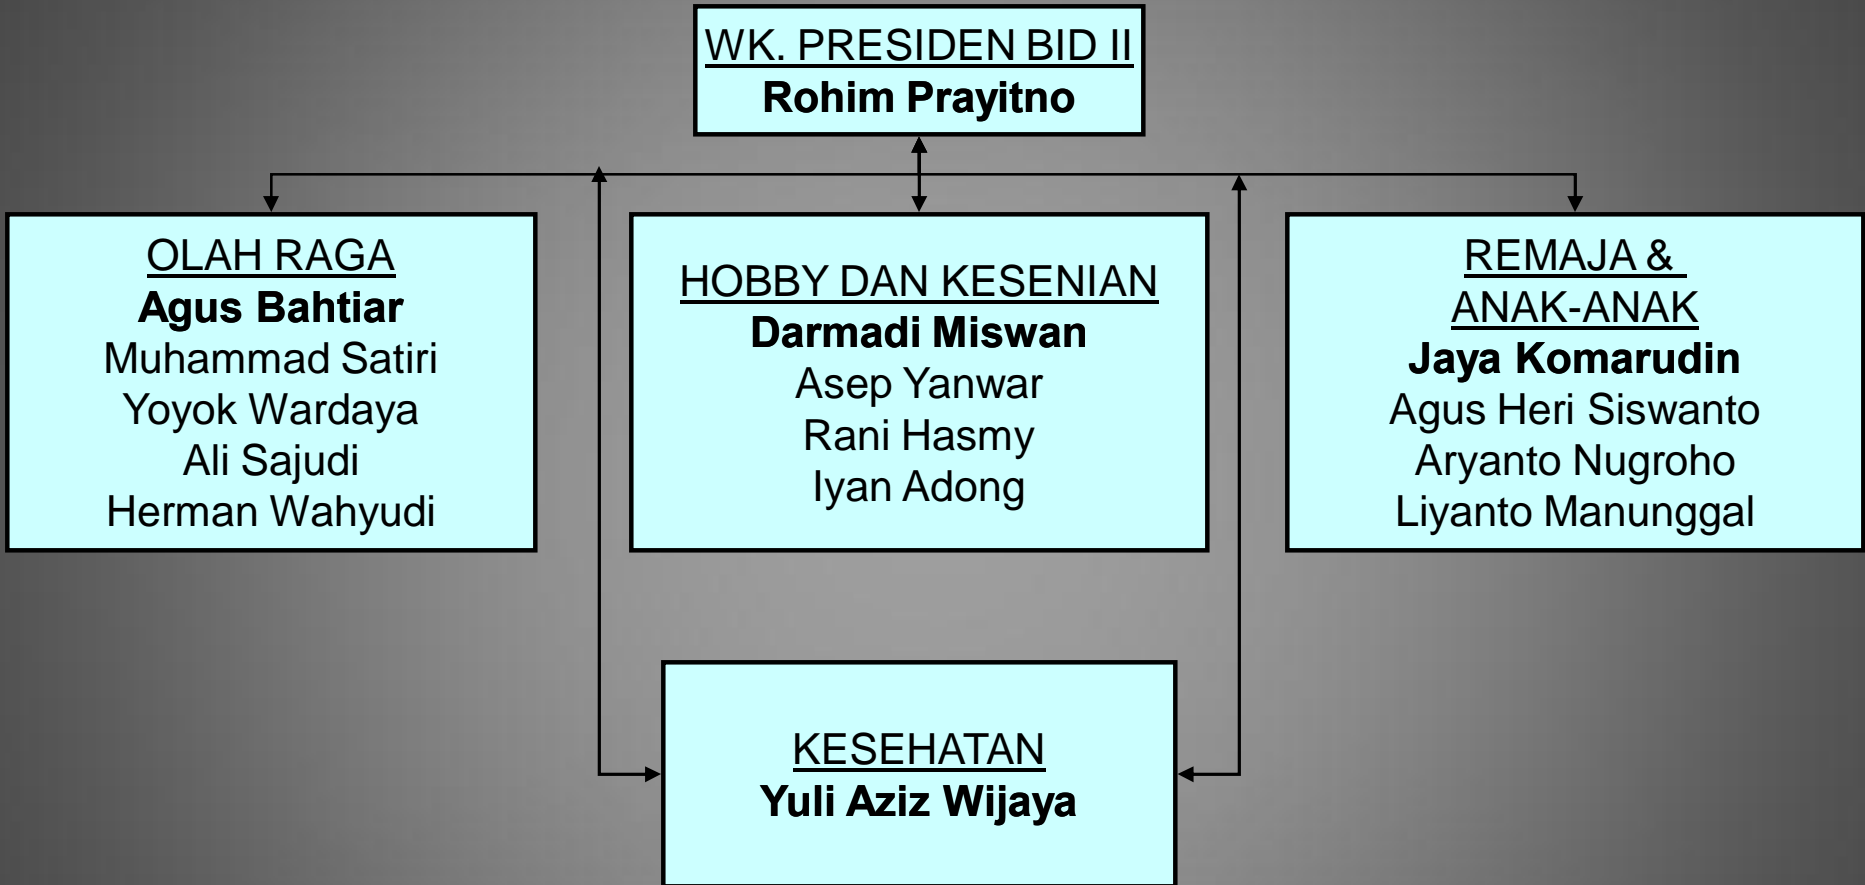 WK. PRESIDEN BID II
Rohim Prayitno
OLAH RAGA
Agus Bahtiar
Muhammad Satiri
Yoyok Wardaya
Ali Sajudi
Herman Wahyudi
HOBBY DAN KESENIAN
Darmadi Miswan
Asep Yanwar
Rani Hasmy
Iyan Adong
REMAJA &
ANAK-ANAK
Jaya Komarudin
Agus Heri Siswanto
Aryanto Nugroho
Liyanto Manunggal
KESEHATAN
Yuli Aziz Wijaya